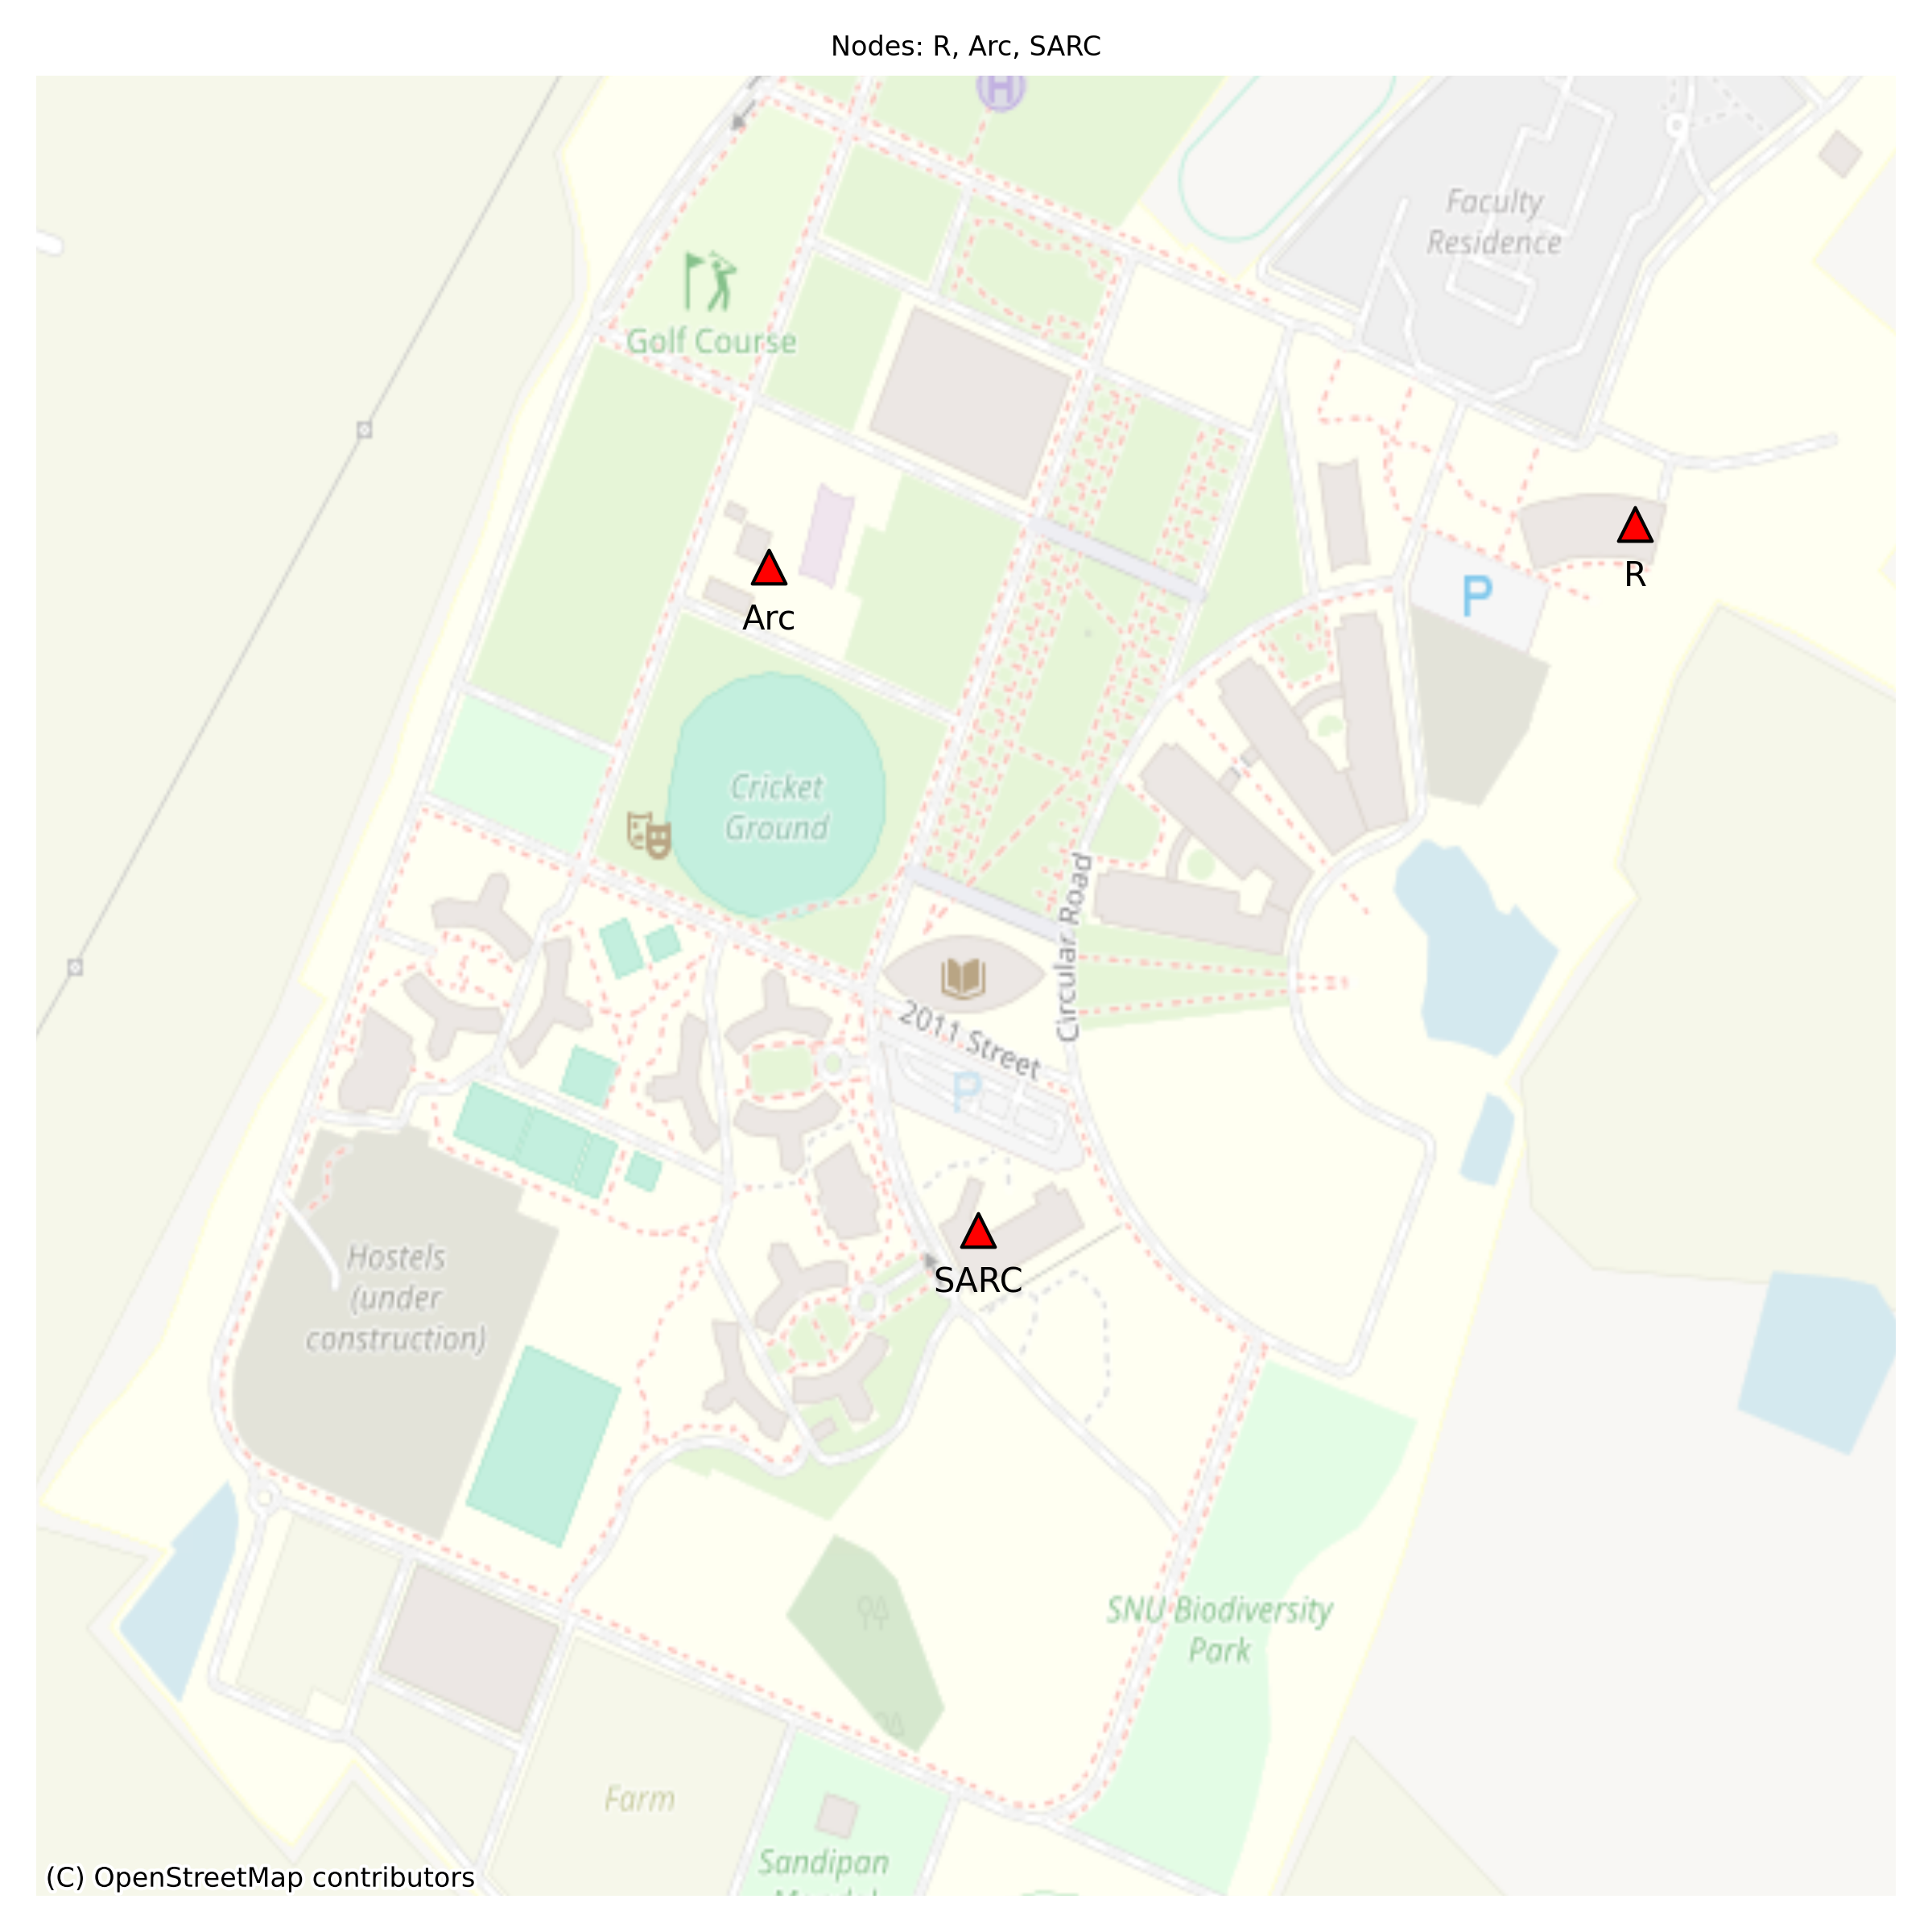 Nodes: R, Arc, SARC
H
Faculty
Residence
Golf Course
Arc
R
P
Cricket
Ground
Circular Road
2011 Street
P
SARC
Hostels
(under
construction)
SNU Biodiversity
Park
Farm
Sandipan
(C) OpenStreetMap contributors